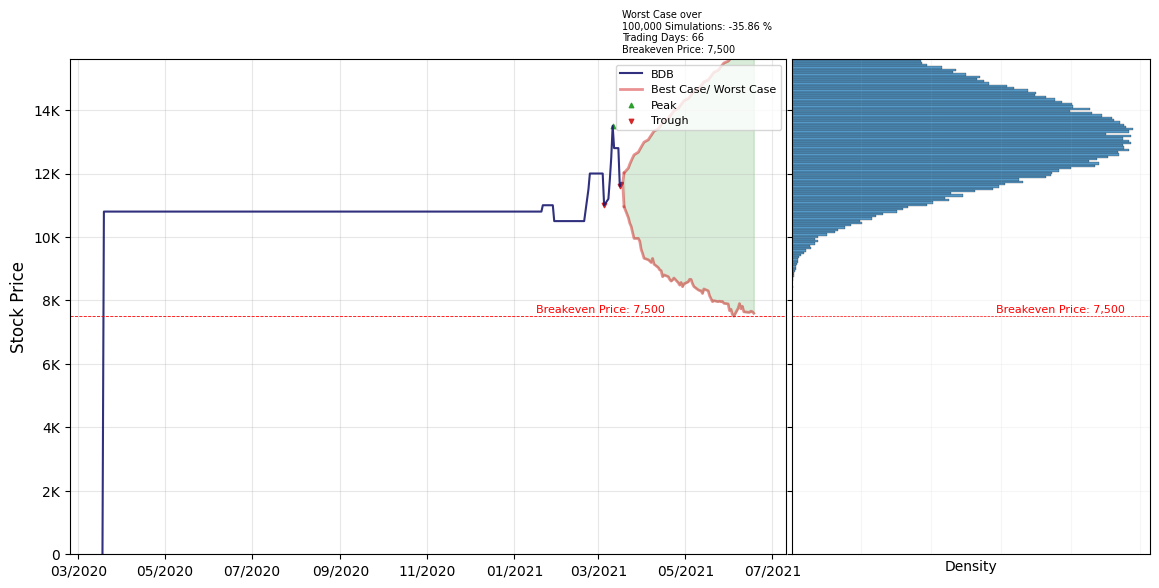 Worst Case over
100,000 Simulations: -35.86 %
Trading Days: 66
Breakeven Price: 7,500
BDB
Best Case/ Worst Case
Peak
Trough
14K
12K
10K
8K
6K
4K
2K
0
Stock Price
Breakeven Price: 7,500
Breakeven Price: 7,500
03/2020
05/2020
07/2020
09/2020
11/2020
01/2021
03/2021
05/2021
07/2021
Density